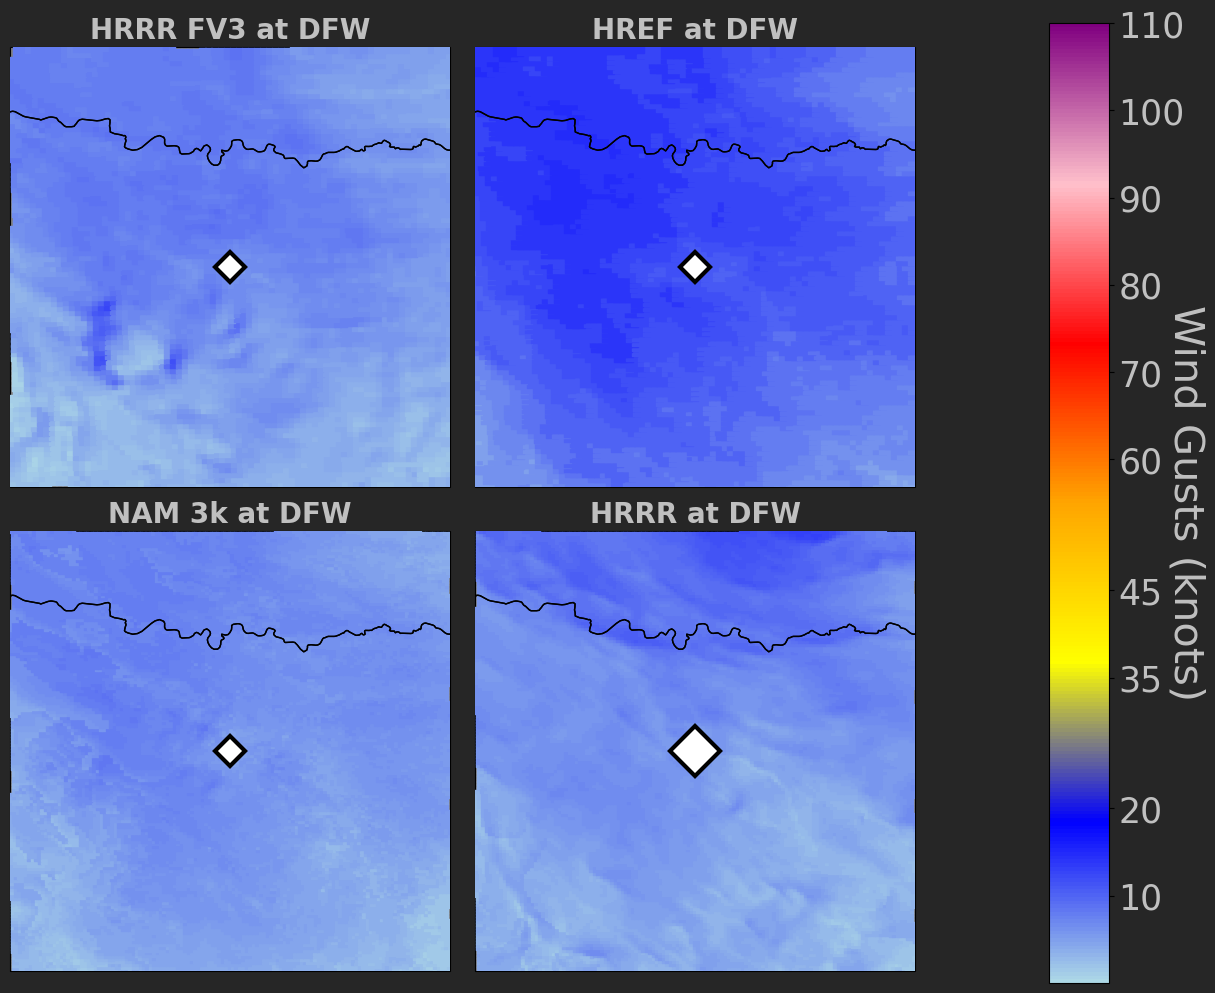 HRRR FV3 at DFW
HREF at DFW
NAM 3k at DFW
HRRR at DFW
110
100
90
80
70
60
45
35
20
10
Wind Gusts (knots)